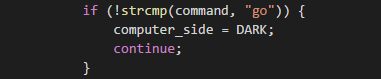 if (!strcmp(command, "go")) {
    computer_side = DARK;
    continue;
}